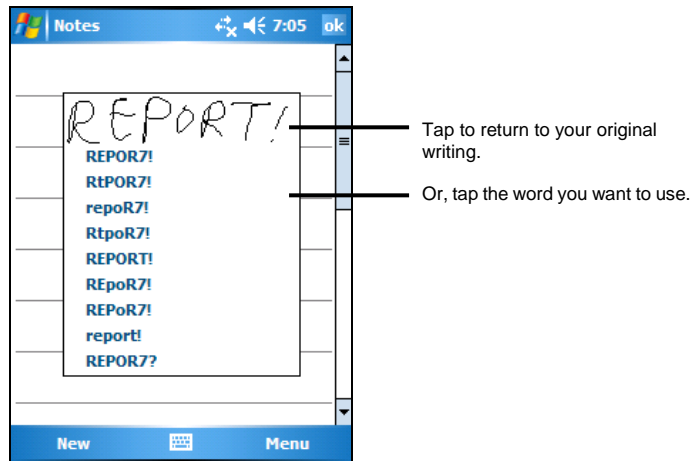 Notes 7:05 ok
REPORT!
REPOR7!
RtPOR7!
repoR7!
RtpoR7!
REPORT!
REpoR7!
REPoR7!
report!
REPOR7?
New Menu
Tap to return to your original
writing.
Or, tap the word you want to use.